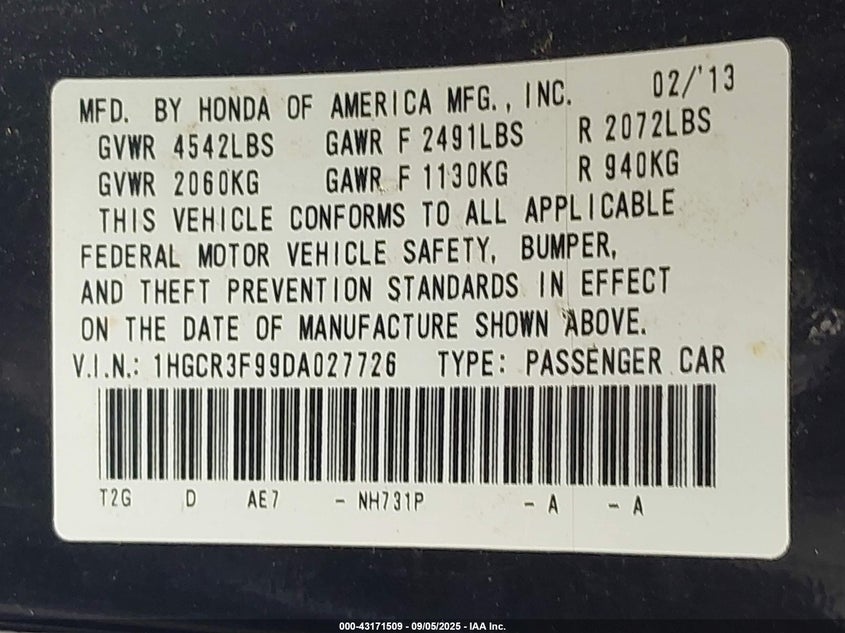 MFD. BY HONDA OF AMERICA MFG., INC. 02/'13
GVWR 4542LBS GAWR F 2491LBS R 2072LBS
GVWR 2060KG GAWR F 1130KG R 940KG
THIS VEHICLE CONFORMS TO ALL APPLICABLE
FEDERAL MOTOR VEHICLE SAFETY, BUMPER,
AND THEFT PREVENTION STANDARDS IN EFFECT
ON THE DATE OF MANUFACTURE SHOWN ABOVE.
V.I.N.: 1HGCR3F99DA027726 TYPE: PASSENGER CAR
T2G D AE7 - NH731P - A - A
000-43171509 - 09/05/2025 - IAA Inc.